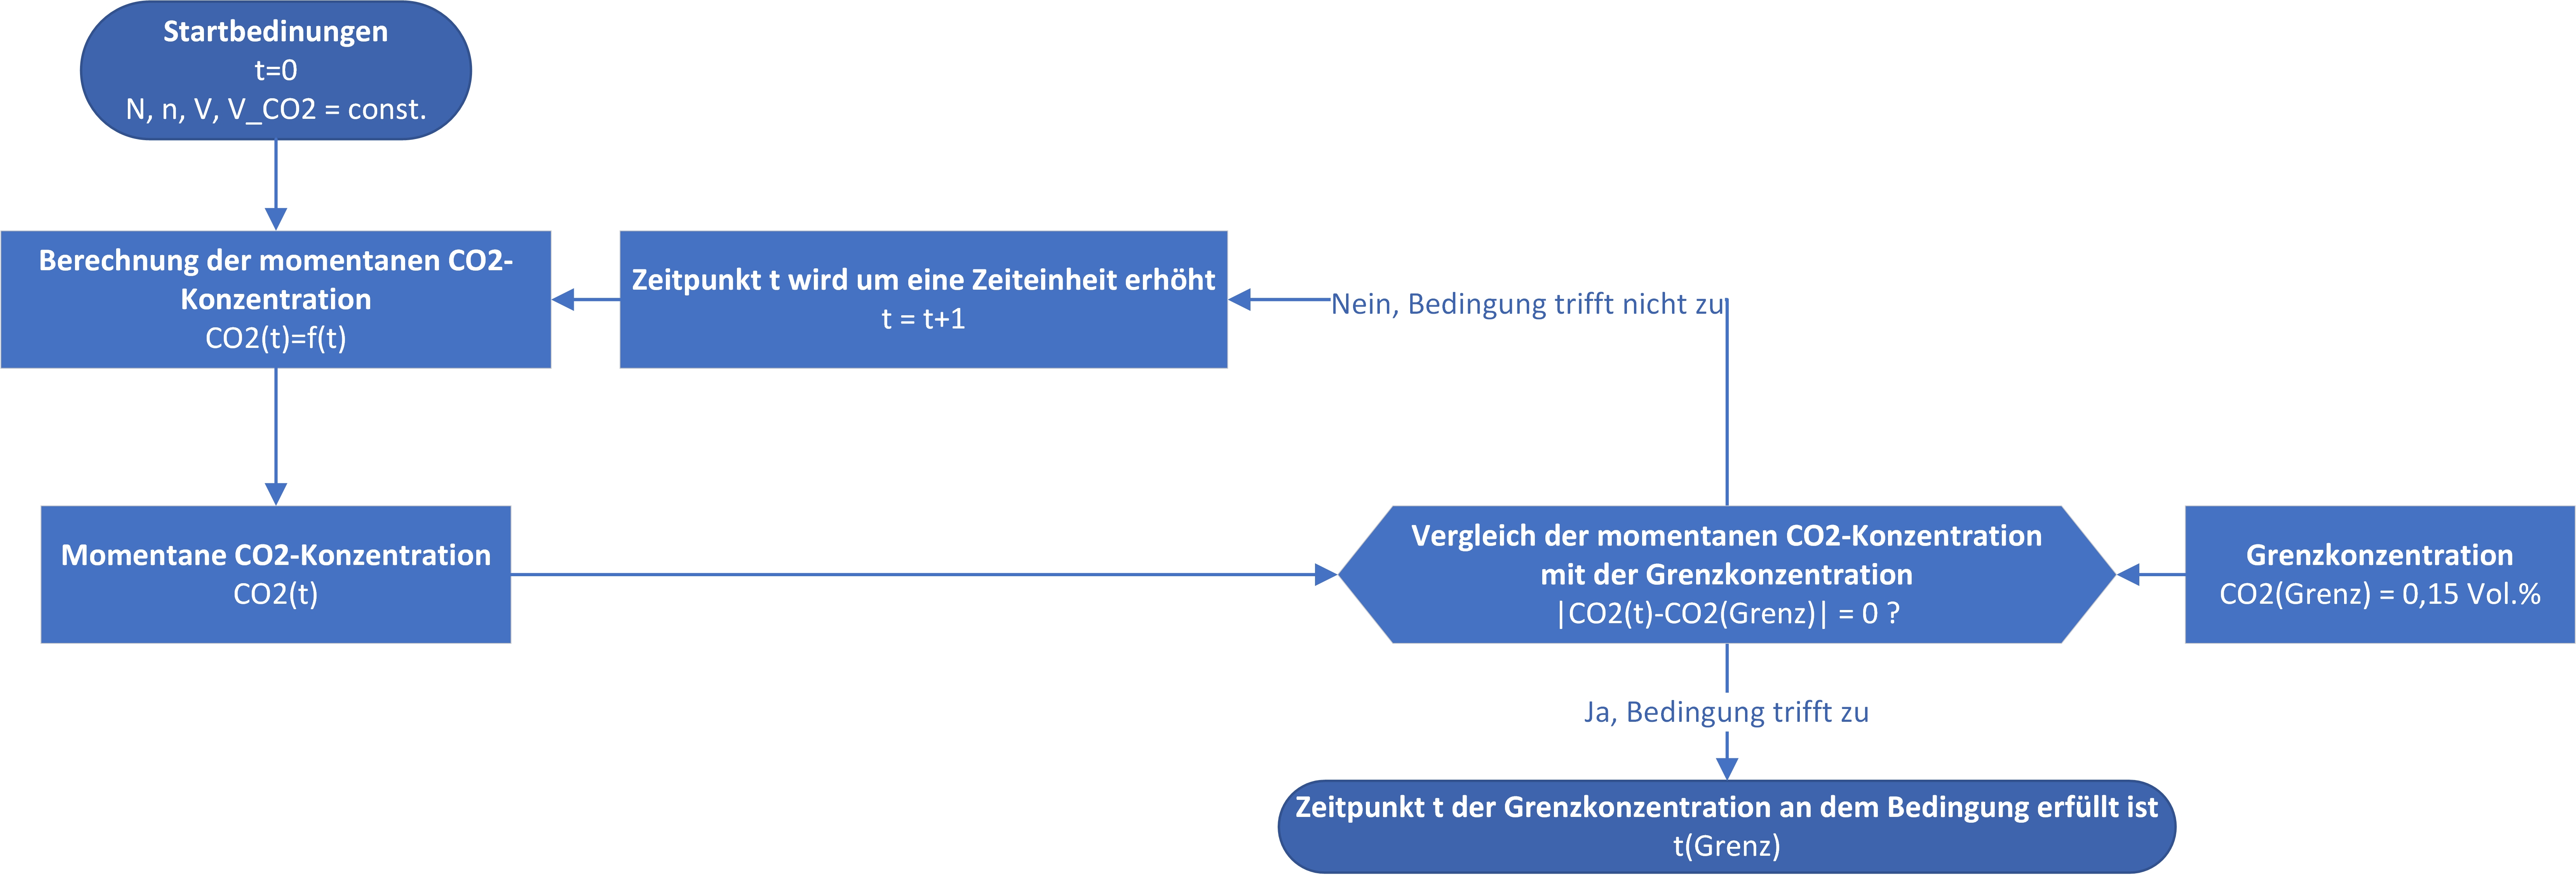 Startbedinungen
t=0
N, n, V, V_CO2 = const.
Berechnung der momentanen CO2-
Konzentration
CO2(t)=f(t)
Zeitpunkt t wird um eine Zeiteinheit erhöht
t = t+1
Nein, Bedingung trifft nicht zu
Momentane CO2-Konzentration
CO2(t)
Vergleich der momentanen CO2-Konzentration
mit der Grenzkonzentration
|CO2(t)-CO2(Grenz)| = 0 ?
Grenzkonzentration
CO2(Grenz) = 0,15 Vol.%
Ja, Bedingung trifft zu
Zeitpunkt t der Grenzkonzentration an dem Bedingung erfüllt ist
t(Grenz)